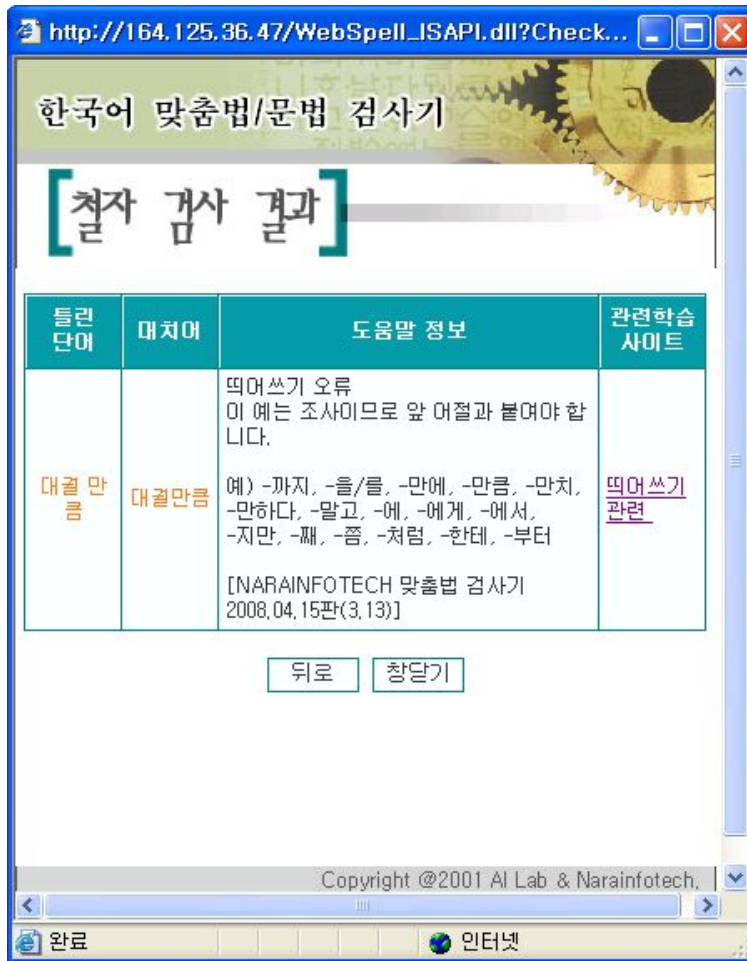 http://164.125.36.47/WebSpell_ISAPI.dll?Check...
한국어 맞춤법/문법 검사기
철자 검사 결과
틀린
단어
대치어
도움말 정보
관련학습
사이트
대궐 만
큼
대궐만큼
띄어쓰기 오류
이 예는 조사이므로 앞 어절과 붙여야 합
니다.
예) -까지, -을/를, -만에, -만큼, -만치,
-만하다, -말고, -에, -에게, -에서,
-지만, -째, -쯤, -처럼, -한테, -부터
[NARAINFOTECH 맞춤법 검사기
2008.04.15판(3.13)]
띄어쓰기
관련
뒤로
창닫기
Copyright @2001 AI Lab & Narainfotech.
완료
인터넷